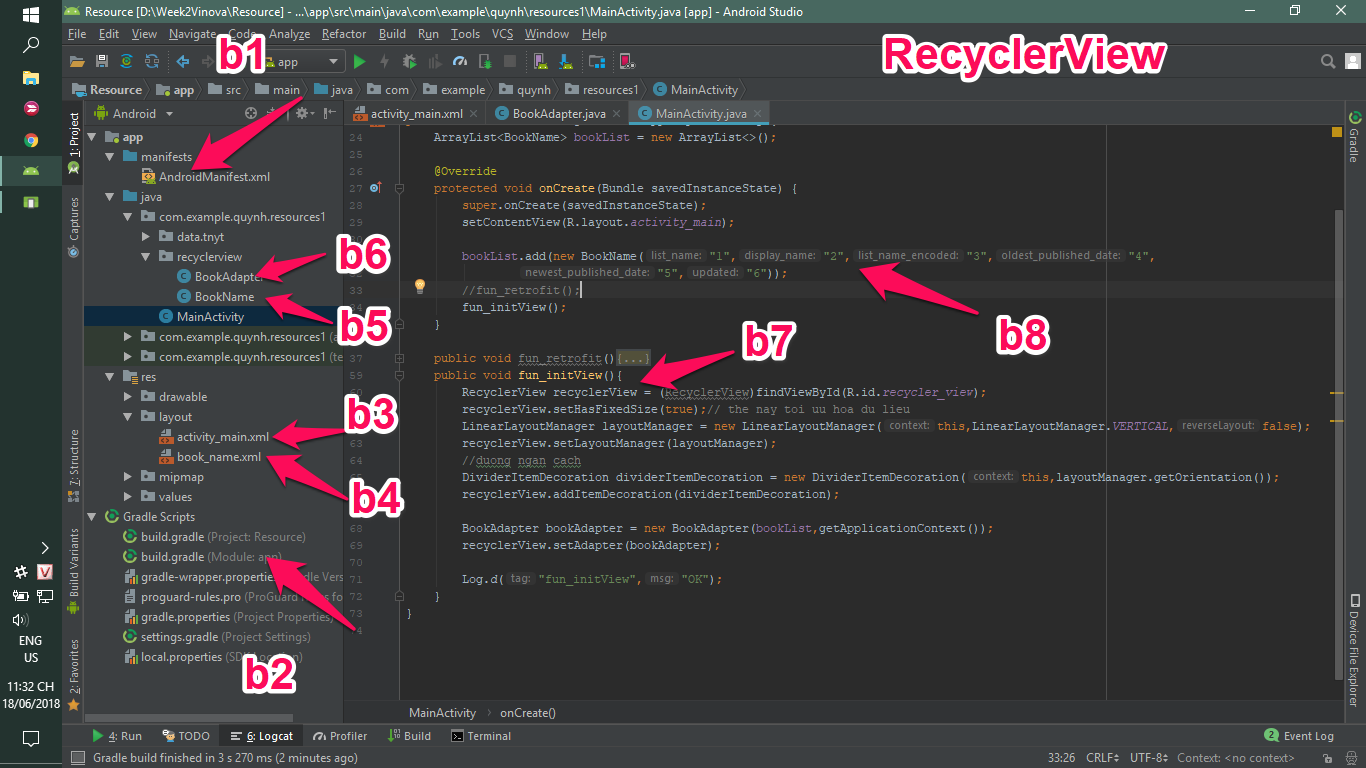 Resource [D:\Week2Vinova\Resource] - ...\app\src\main\java\com\example\quynh\resources1\MainActivity.java [app] - Android Studio
File Edit View Navigate Code Analyze Refactor Build Run Tools VCS Window Help
b1
app
RecyclerView
Resource app src main java com example quynh resources1 MainActivity
Android
activity_main.xml BookAdapter.java MainActivity.java
1: Project
Captures
7: Structure
Build Variants
2: Favorites
app
manifests
AndroidManifest.xml
java
com.example.quynh.resources1
data.tnyt
recyclerview
BookAdapter
BookName
MainActivity
com.example.quynh.resources1
com.example.quynh.resources1 (te
res
drawable
layout
activity_main.xml
book_name.xml
mipmap
values
Gradle Scripts
build.gradle (Project: Resource)
build.gradle (Module: app)
gradle-wrapper.properties Gradle Vers
proguard-rules.pro (ProGuard Rules fo
gradle.properties (Project Properties)
settings.gradle (Project Settings)
local.properties (SDK Location)
b6
b5
b3
b4
b2
24 ArrayList<BookName> bookList = new ArrayList<>();
25
26 @Override
27 protected void onCreate(Bundle savedInstanceState) {
28 super.onCreate(savedInstanceState);
29 setContentView(R.layout.activity_main);
bookList.add(new BookName( list_name: "1", display_name: "2", list_name_encoded: "3", oldest_published_date: "4",
newest_published_date: "5", updated: "6"));
33 //fun_retrofit();
34 fun_initView();
}
b8
b7
37 public void fun_retrofit(){...}
59 public void fun_initView(){
60 RecyclerView recyclerView = (RecyclerView)findViewById(R.id.recycler_view);
recyclerView.setHasFixedSize(true);// the nay toi uu hoa du lieu
LinearLayoutManager layoutManager = new LinearLayoutManager( context: this,LinearLayoutManager.VERTICAL, reverseLayout: false);
63 recyclerView.setLayoutManager(layoutManager);
64 //duong ngan cach
DividerItemDecoration dividerItemDecoration = new DividerItemDecoration( context: this,layoutManager.getOrientation());
recyclerView.addItemDecoration(dividerItemDecoration);
68 BookAdapter bookAdapter = new BookAdapter(bookList,getApplicationContext());
69 recyclerView.setAdapter(bookAdapter);
70
71 Log.d( tag: "fun_initView", msg: "OK");
72 }
73 }
74
Gradle
Device File Explorer
MainActivity onCreate()
4: Run TODO 6: Logcat Profiler Build Terminal 2 Event Log
Gradle build finished in 3 s 270 ms (2 minutes ago) 33:26 CRLF UTF-8 Context: <no context>
ENG
US
11:32 CH
18/06/2018